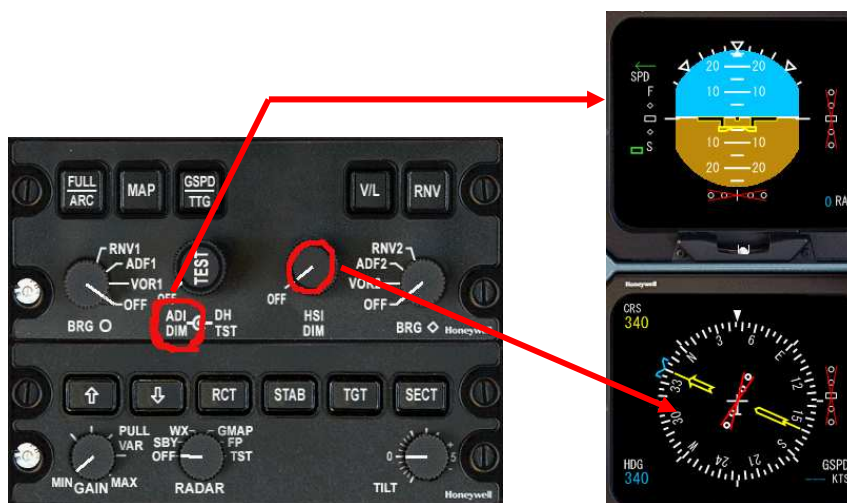 FULL
ARC
MAP
GSPD
TTG
V/L
RNV
RNV1
ADF1
VOR1
OFF
BRG
TEST
OFF
ADI
DIM
DH
TST
OFF
HSI
DIM
RNV2
ADF2
OFF
BRG
Honeywell
RCT
STAB
TGT
SECT
PULL
VAR
MIN
GAIN
MAX
WX
GMAP
SBY
FP
OFF
TST
RADAR
0
+
5
TILT
Honeywell
SPD
F
S
20 20
10 10
10 10
20 20
0 RA
Honeywell
CRS
340
N 3 6 E 12 15 S 21 24 W 30 33
HDG
340
GSPD
KTS